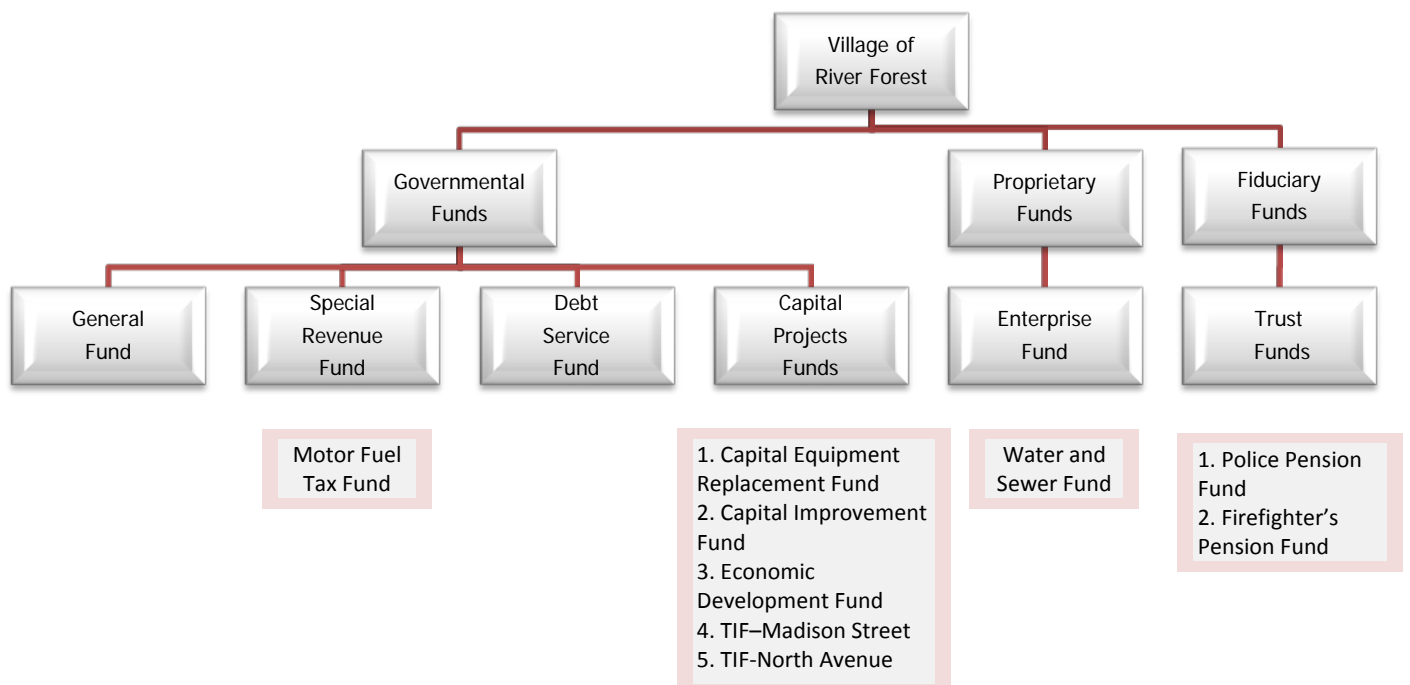 Village of
River Forest
Governmental
Funds
Proprietary
Funds
Fiduciary
Funds
General
Fund
Special
Revenue
Fund
Debt
Service
Fund
Capital
Projects
Funds
Enterprise
Fund
Trust
Funds
Motor Fuel
Tax Fund
1. Capital Equipment
Replacement Fund
2. Capital Improvement
Fund
3. Economic
Development Fund
4. TIF–Madison Street
5. TIF-North Avenue
Water and
Sewer Fund
1. Police Pension
Fund
2. Firefighter’s
Pension Fund